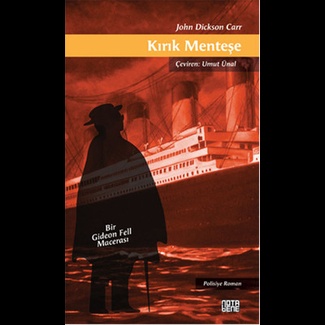 John Dickson Carr
Kırık Menteşe
Çeviren: Umut Ünal
Bir
Gideon Fell
Macerası
Polisiye Roman
NOTA
BENE